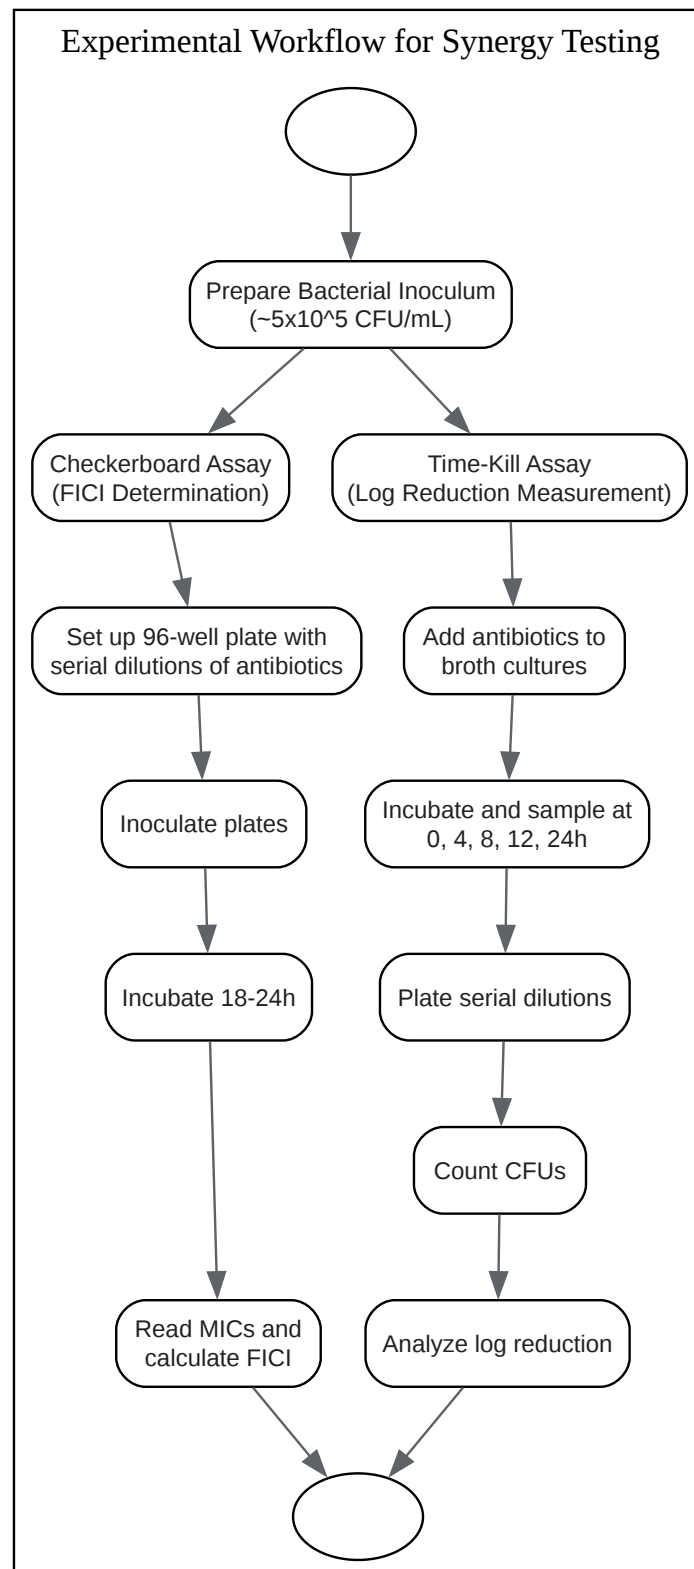 Experimental Workflow for Synergy Testing
Prepare Bacterial Inoculum
(~5x10^5 CFU/mL)
Checkerboard Assay
(FICI Determination)
Time-Kill Assay
(Log Reduction Measurement)
Set up 96-well plate with
serial dilutions of antibiotics
Add antibiotics to
broth cultures
Inoculate plates
Incubate and sample at
0, 4, 8, 12, 24h
Incubate 18-24h
Plate serial dilutions
Count CFUs
Read MICs and
calculate FICI
Analyze log reduction